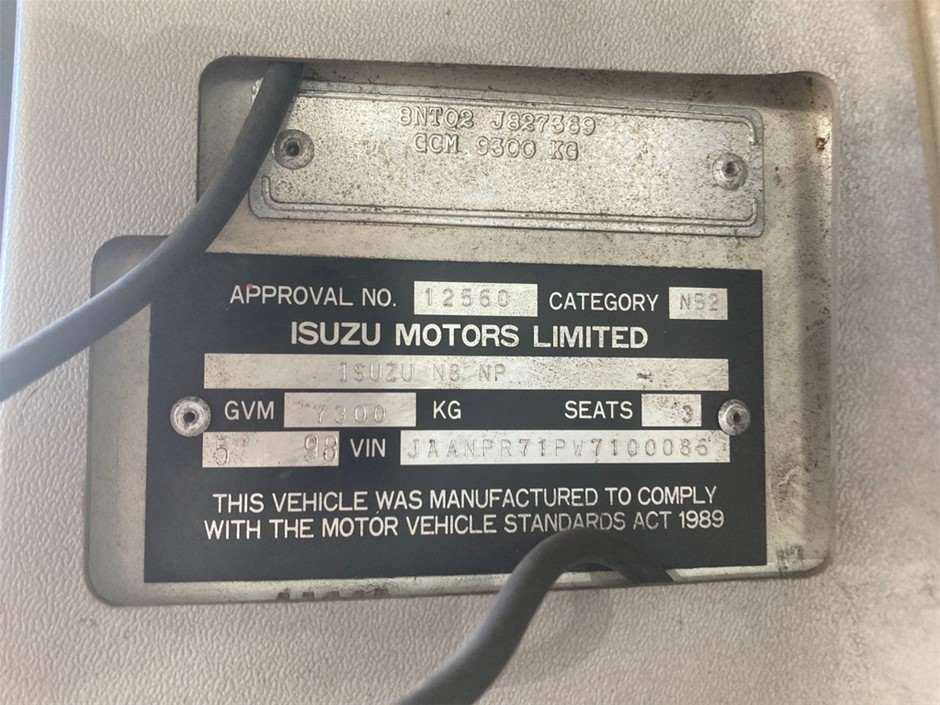 8NTQ2 J827389
GCM 9300 KG
APPROVAL NO. 12560 CATEGORY NB2
ISUZU MOTORS LIMITED
ISUZU N8 NP
GVM 7300 KG SEATS 3
5 98 VIN JAANPR71PW7100086
THIS VEHICLE WAS MANUFACTURED TO COMPLY
WITH THE MOTOR VEHICLE STANDARDS ACT 1989